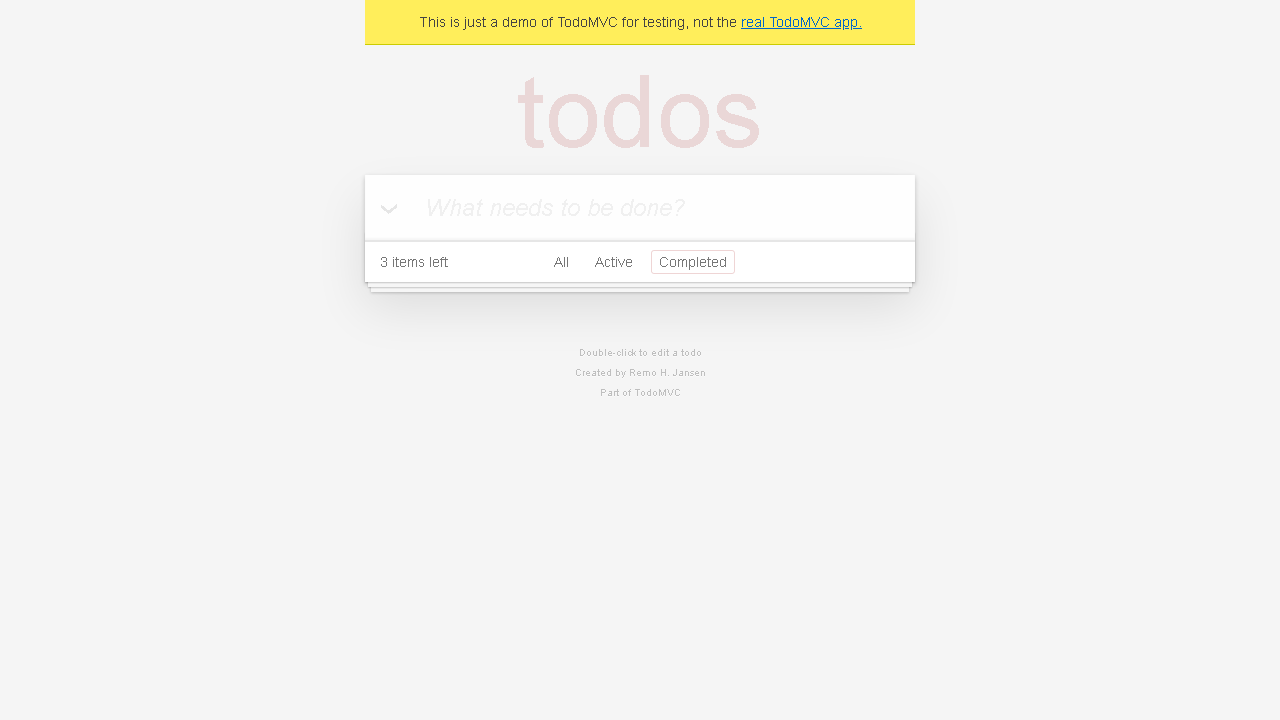 This is just a demo of TodoMVC for testing, not the real TodoMVC app.
todos
What needs to be done?
3 items left All Active Completed
Double-click to edit a todo
Created by Remo H. Jansen
Part of TodoMVC